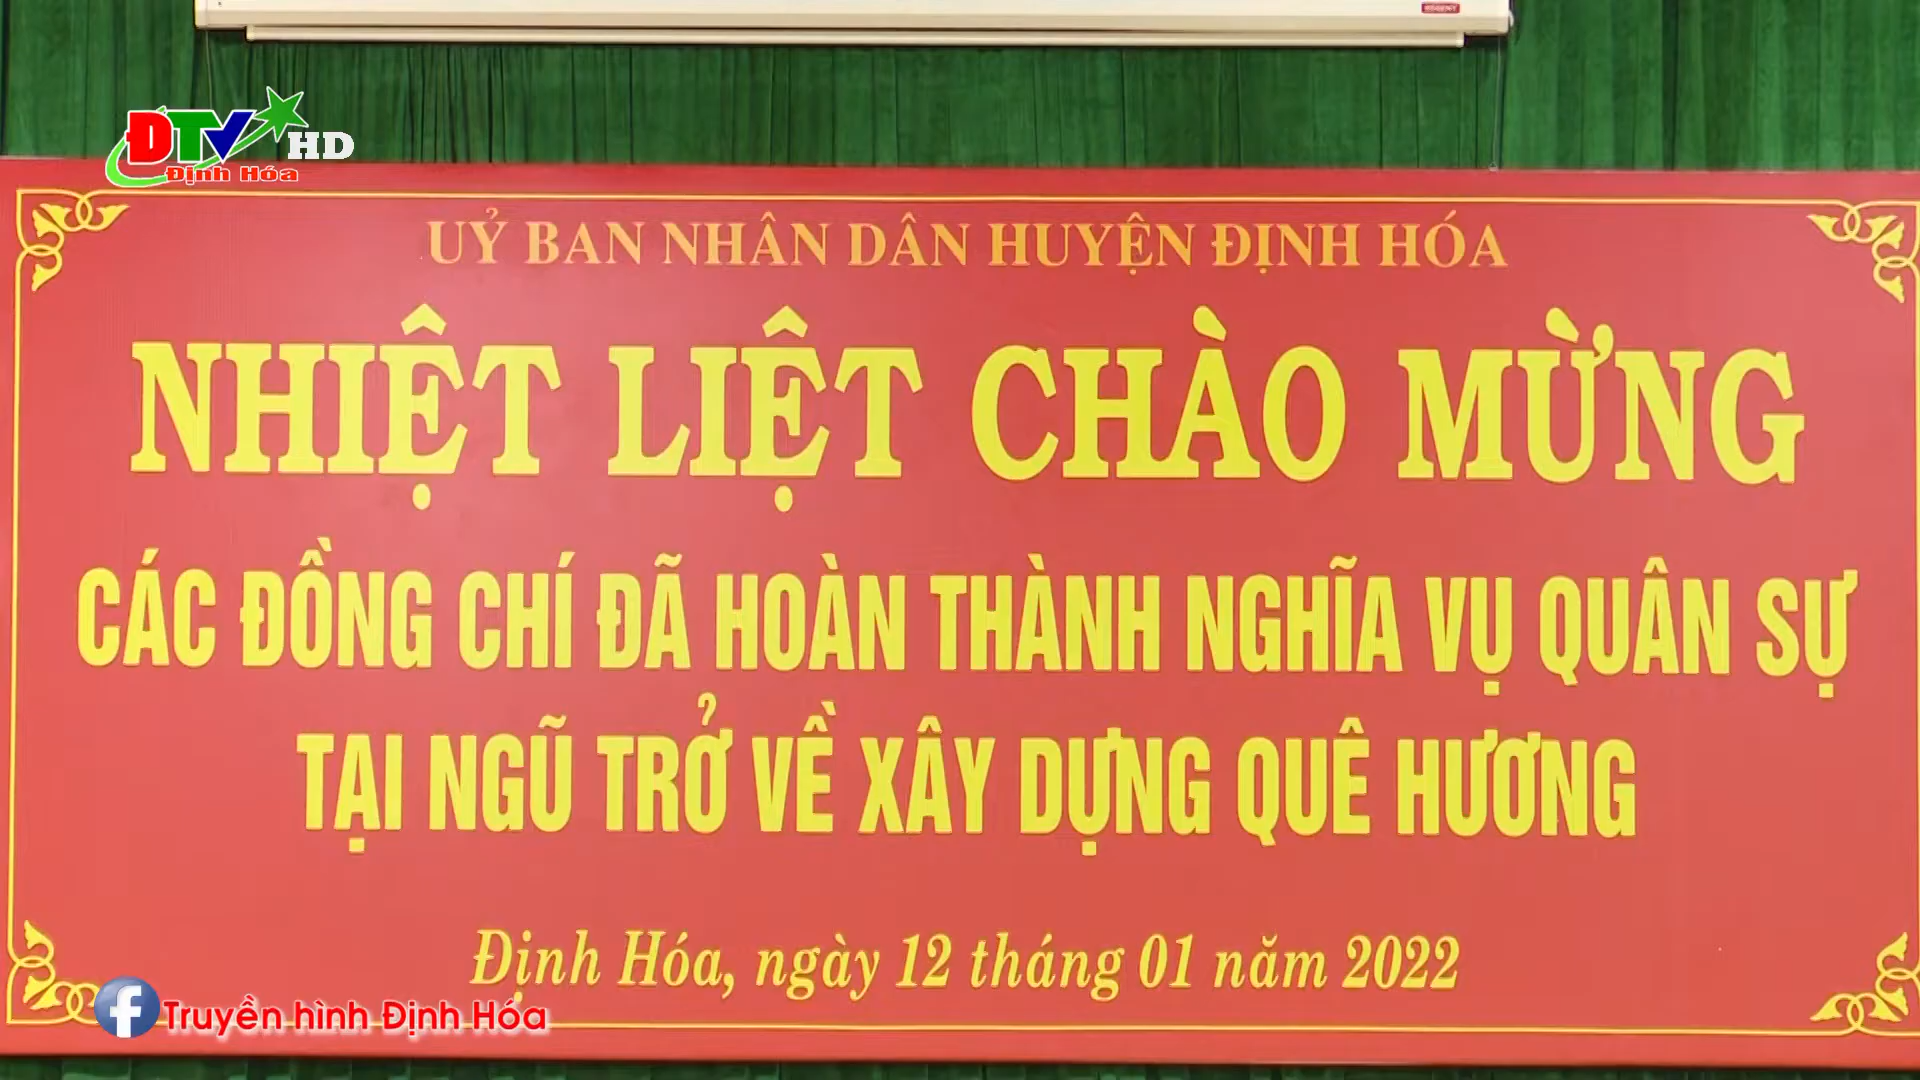 REGENT
ĐTV HD
Định Hóa
UỶ BAN NHÂN DÂN HUYỆN ĐỊNH HÓA
NHIỆT LIỆT CHÀO MỪNG
CÁC ĐỒNG CHÍ ĐÃ HOÀN THÀNH NGHĨA VỤ QUÂN SỰ
TẠI NGŨ TRỞ VỀ XÂY DỰNG QUÊ HƯƠNG
Định Hóa, ngày 12 tháng 01 năm 2022
f Truyền hình Định Hóa